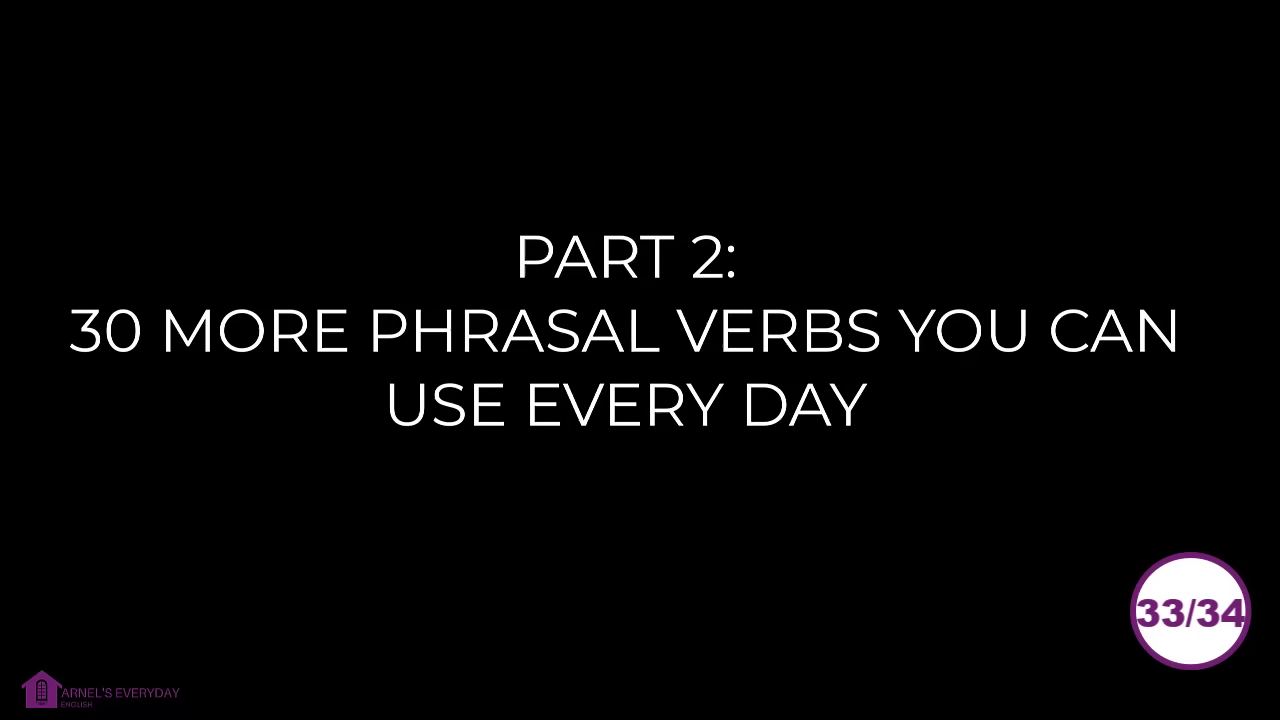 PART 2:
30 MORE PHRASAL VERBS YOU CAN
USE EVERY DAY
33/34
ARNEL'S EVERYDAY
ENGLISH